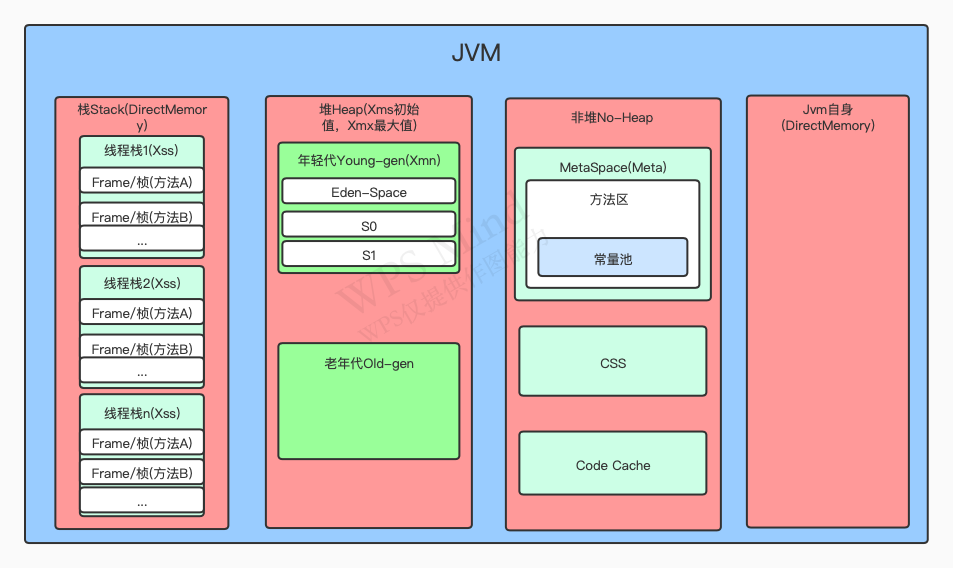 JVM
栈Stack(DirectMemor
y)
线程栈1(Xss)
Frame/桢(方法A)
Frame/桢(方法B)
...
线程栈2(Xss)
Frame/桢(方法A)
Frame/桢(方法B)
...
线程栈n(Xss)
Frame/桢(方法A)
Frame/桢(方法B)
...
堆Heap(Xms初始
值，Xmx最大值)
年轻代Young-gen(Xmn)
Eden-Space
S0
S1
老年代Old-gen
非堆No-Heap
MetaSpace(Meta)
方法区
常量池
CSS
Code Cache
Jvm自身
(DirectMemory)
WPS Mind
WPS仅提供作图能力